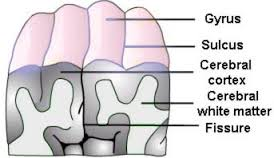 Gyrus
Sulcus
Cerebral
cortex
Cerebral
white matter
Fissure